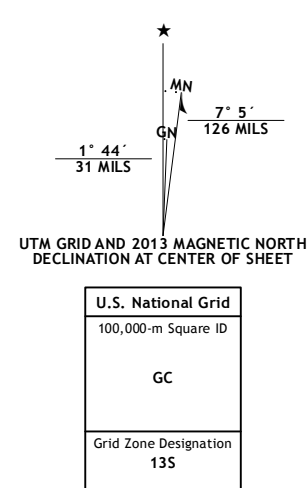 ★
MN
7° 5´
126 MILS
GN
1° 44´
31 MILS
UTM GRID AND 2013 MAGNETIC NORTH
DECLINATION AT CENTER OF SHEET
U.S. National Grid
100,000-m Square ID
GC
Grid Zone Designation
13S